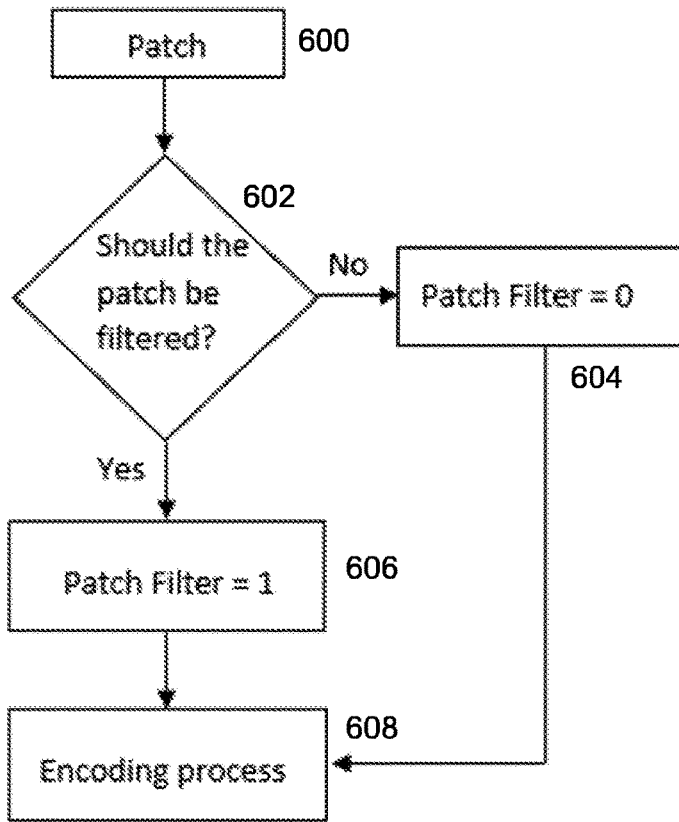 Patch
600
602
Should the
patch be
filtered?
No
Patch Filter = 0
604
Yes
Patch Filter = 1
606
608
Encoding process